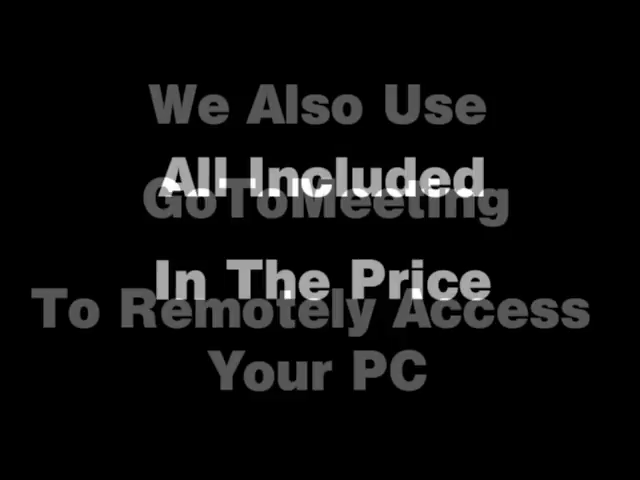 We Also Use
All Included
GoToMeeting
In The Price
To Remotely Access
Your PC